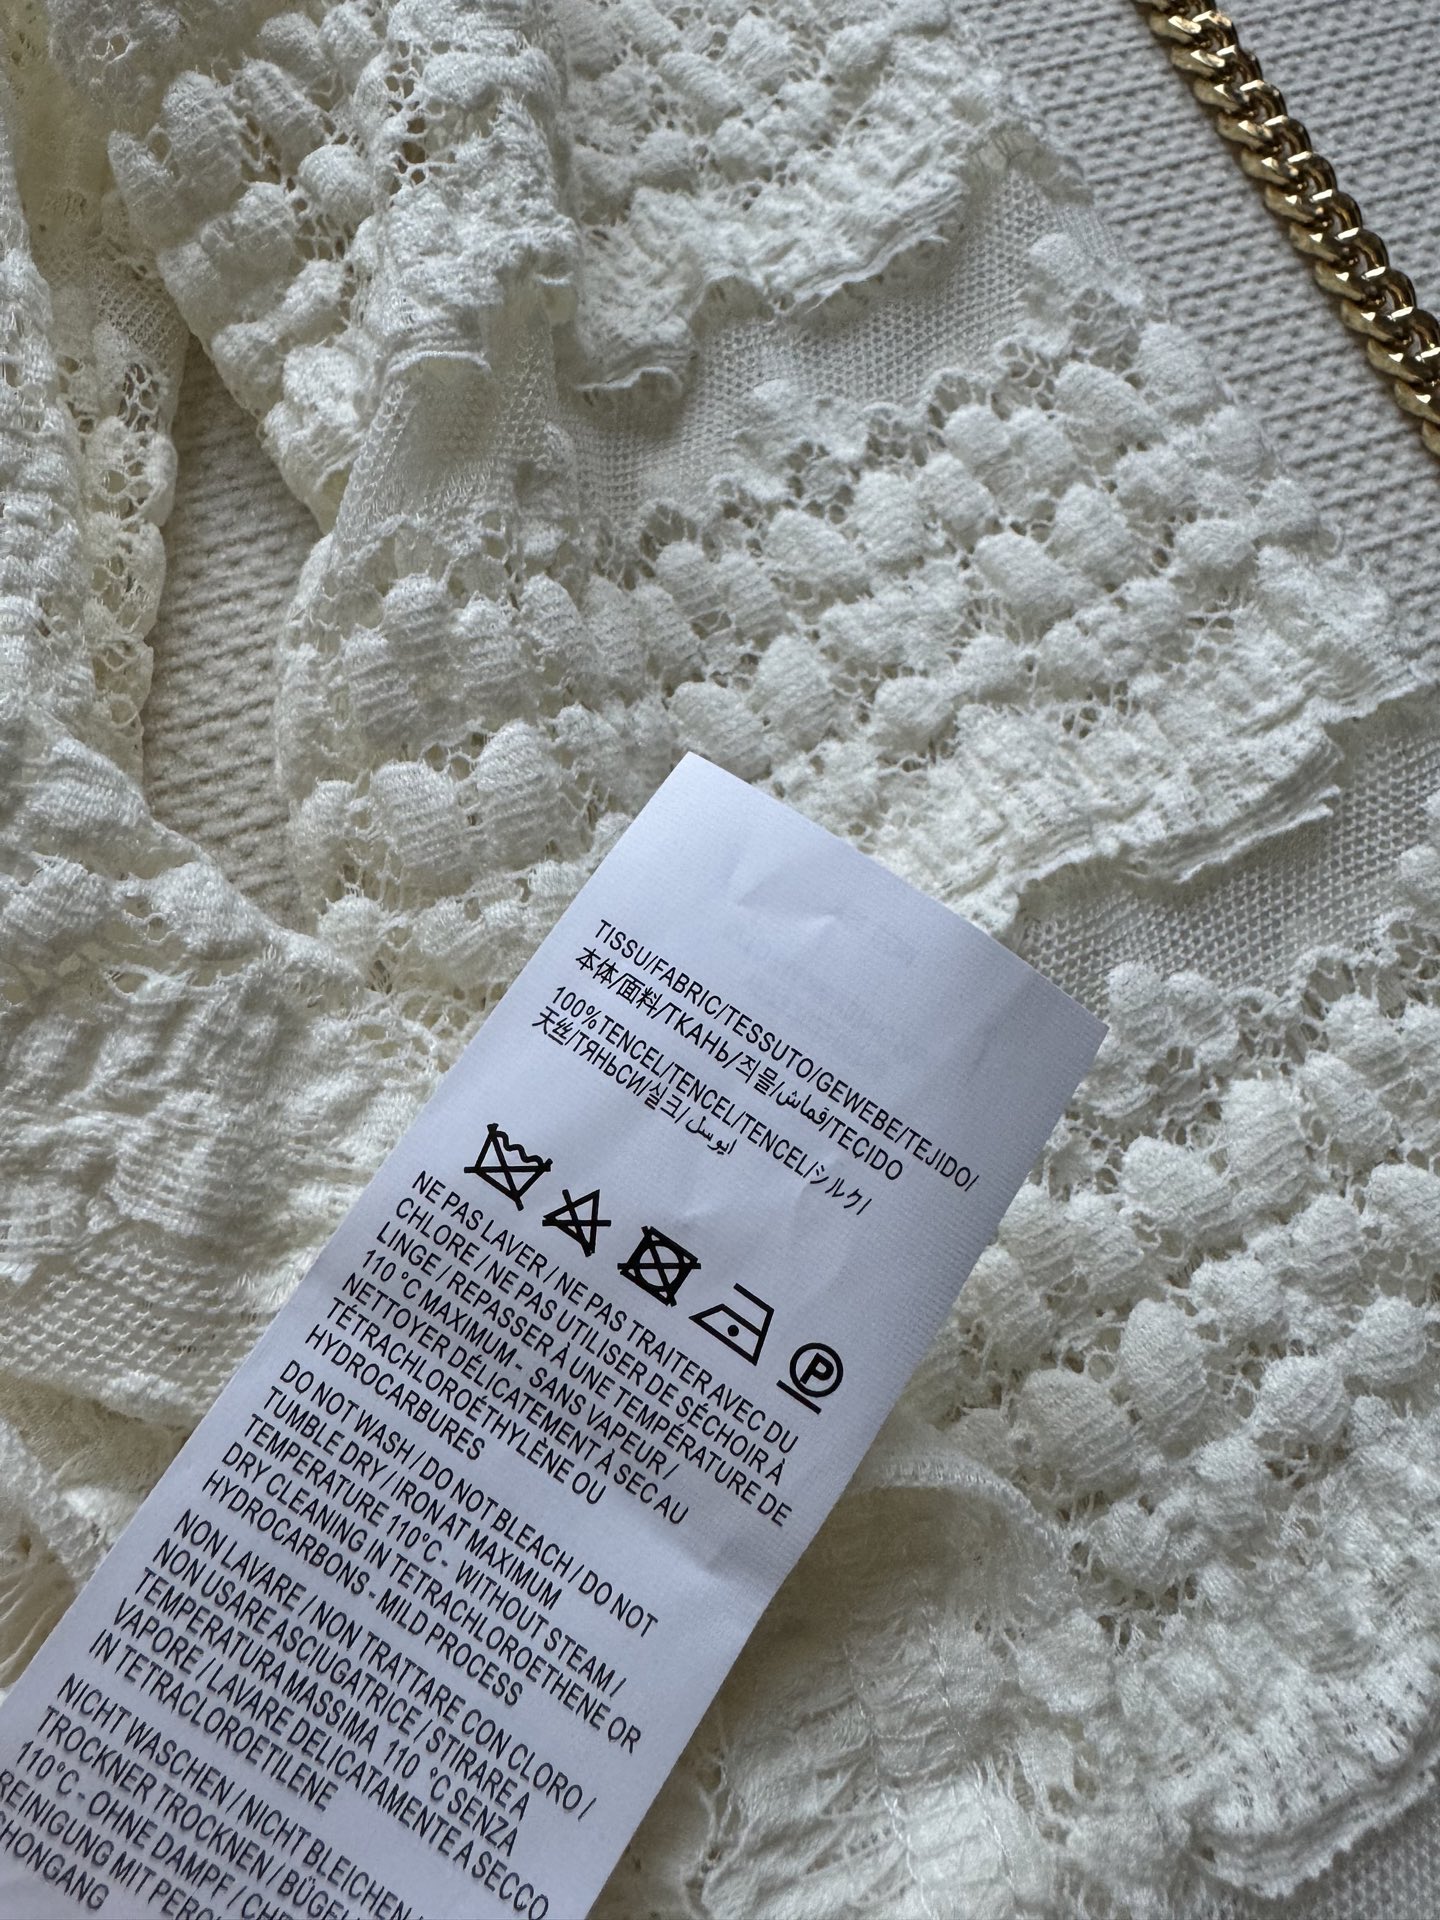 TISSU/FABRIC/TESSUTO/GEWEBE/TEJIDO/
本体/面料/ТКАНЬ/직물/قماش/TECIDO
100%TENCEL/TENCEL/TENCEL/TENCEL/シルク/
天丝/ТЯНЬСИ/실크/ايوسل
P
NE PAS LAVER / NE PAS TRAITER AVEC DU
CHLORE / NE PAS UTILISER DE SÉCHOIR À
LINGE / REPASSER À UNE TEMPÉRATURE DE
110 °C MAXIMUM - SANS VAPEUR /
NETTOYER DÉLICATEMENT À SEC AU
TÉTRACHLOROÉTHYLÈNE OU
HYDROCARBURES
DO NOT WASH / DO NOT BLEACH / DO NOT
TUMBLE DRY / IRON AT MAXIMUM
TEMPERATURE 110°C - WITHOUT STEAM /
DRY CLEANING IN TETRACHLOROETHENE OR
HYDROCARBONS - MILD PROCESS
NON LAVARE / NON TRATTARE CON CLORO /
NON USARE ASCIUGATRICE / STIRARE A
TEMPERATURA MASSIMA 110 °C SENZA
VAPORE / LAVARE DELICATAMENTE A SECCO
IN TETRACLOROETILENE
NICHT WASCHEN / NICHT BLEICHEN /
TROCKNER TROCKNEN / BÜGEL
110°C - OHNE DAMPF / CHE
REINIGUNG MIT PERC
HONGANG